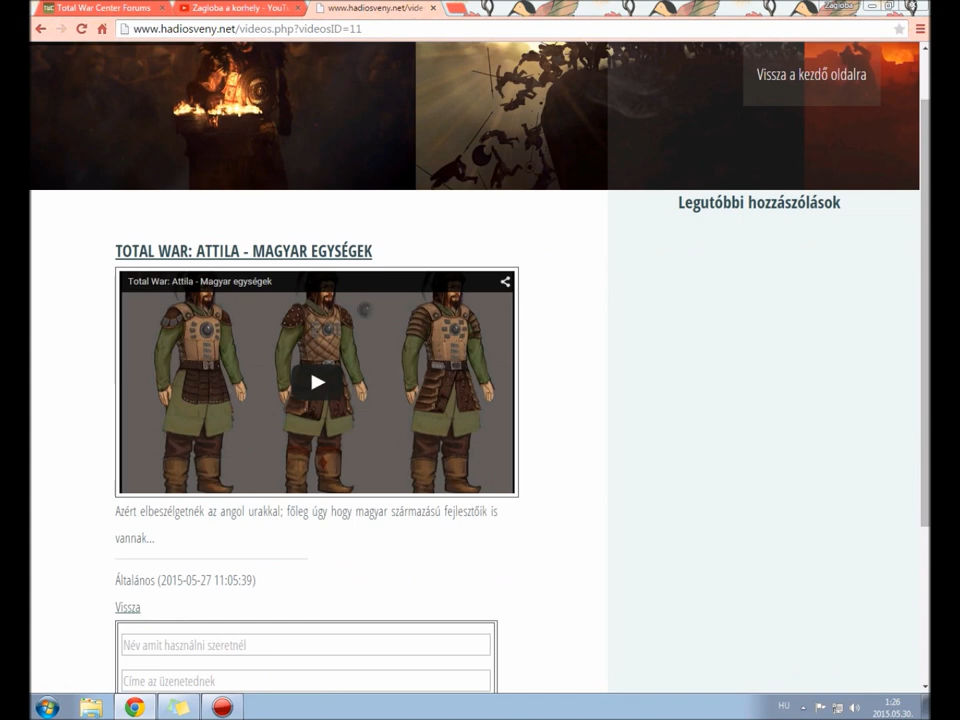 Total War Center Forums
Zagloba a korhely - YouT
www.hadiosveny.net/vide
Zagloba
www.hadiosveny.net/videos.php?videosID=11
Vissza a kezdő oldalra
Legutóbbi hozzászólások
TOTAL WAR: ATTILA - MAGYAR EGYSÉGEK
Total War: Attila - Magyar egységek
Azért elbeszélgetnék az angol urakkal; főleg úgy hogy magyar származású fejlesztőik is
vannak...
Általános (2015-05-27 11:05:39)
Vissza
Név amit használni szeretnél
Címe az üzenetednek
HU
1:26
2015.05.30.